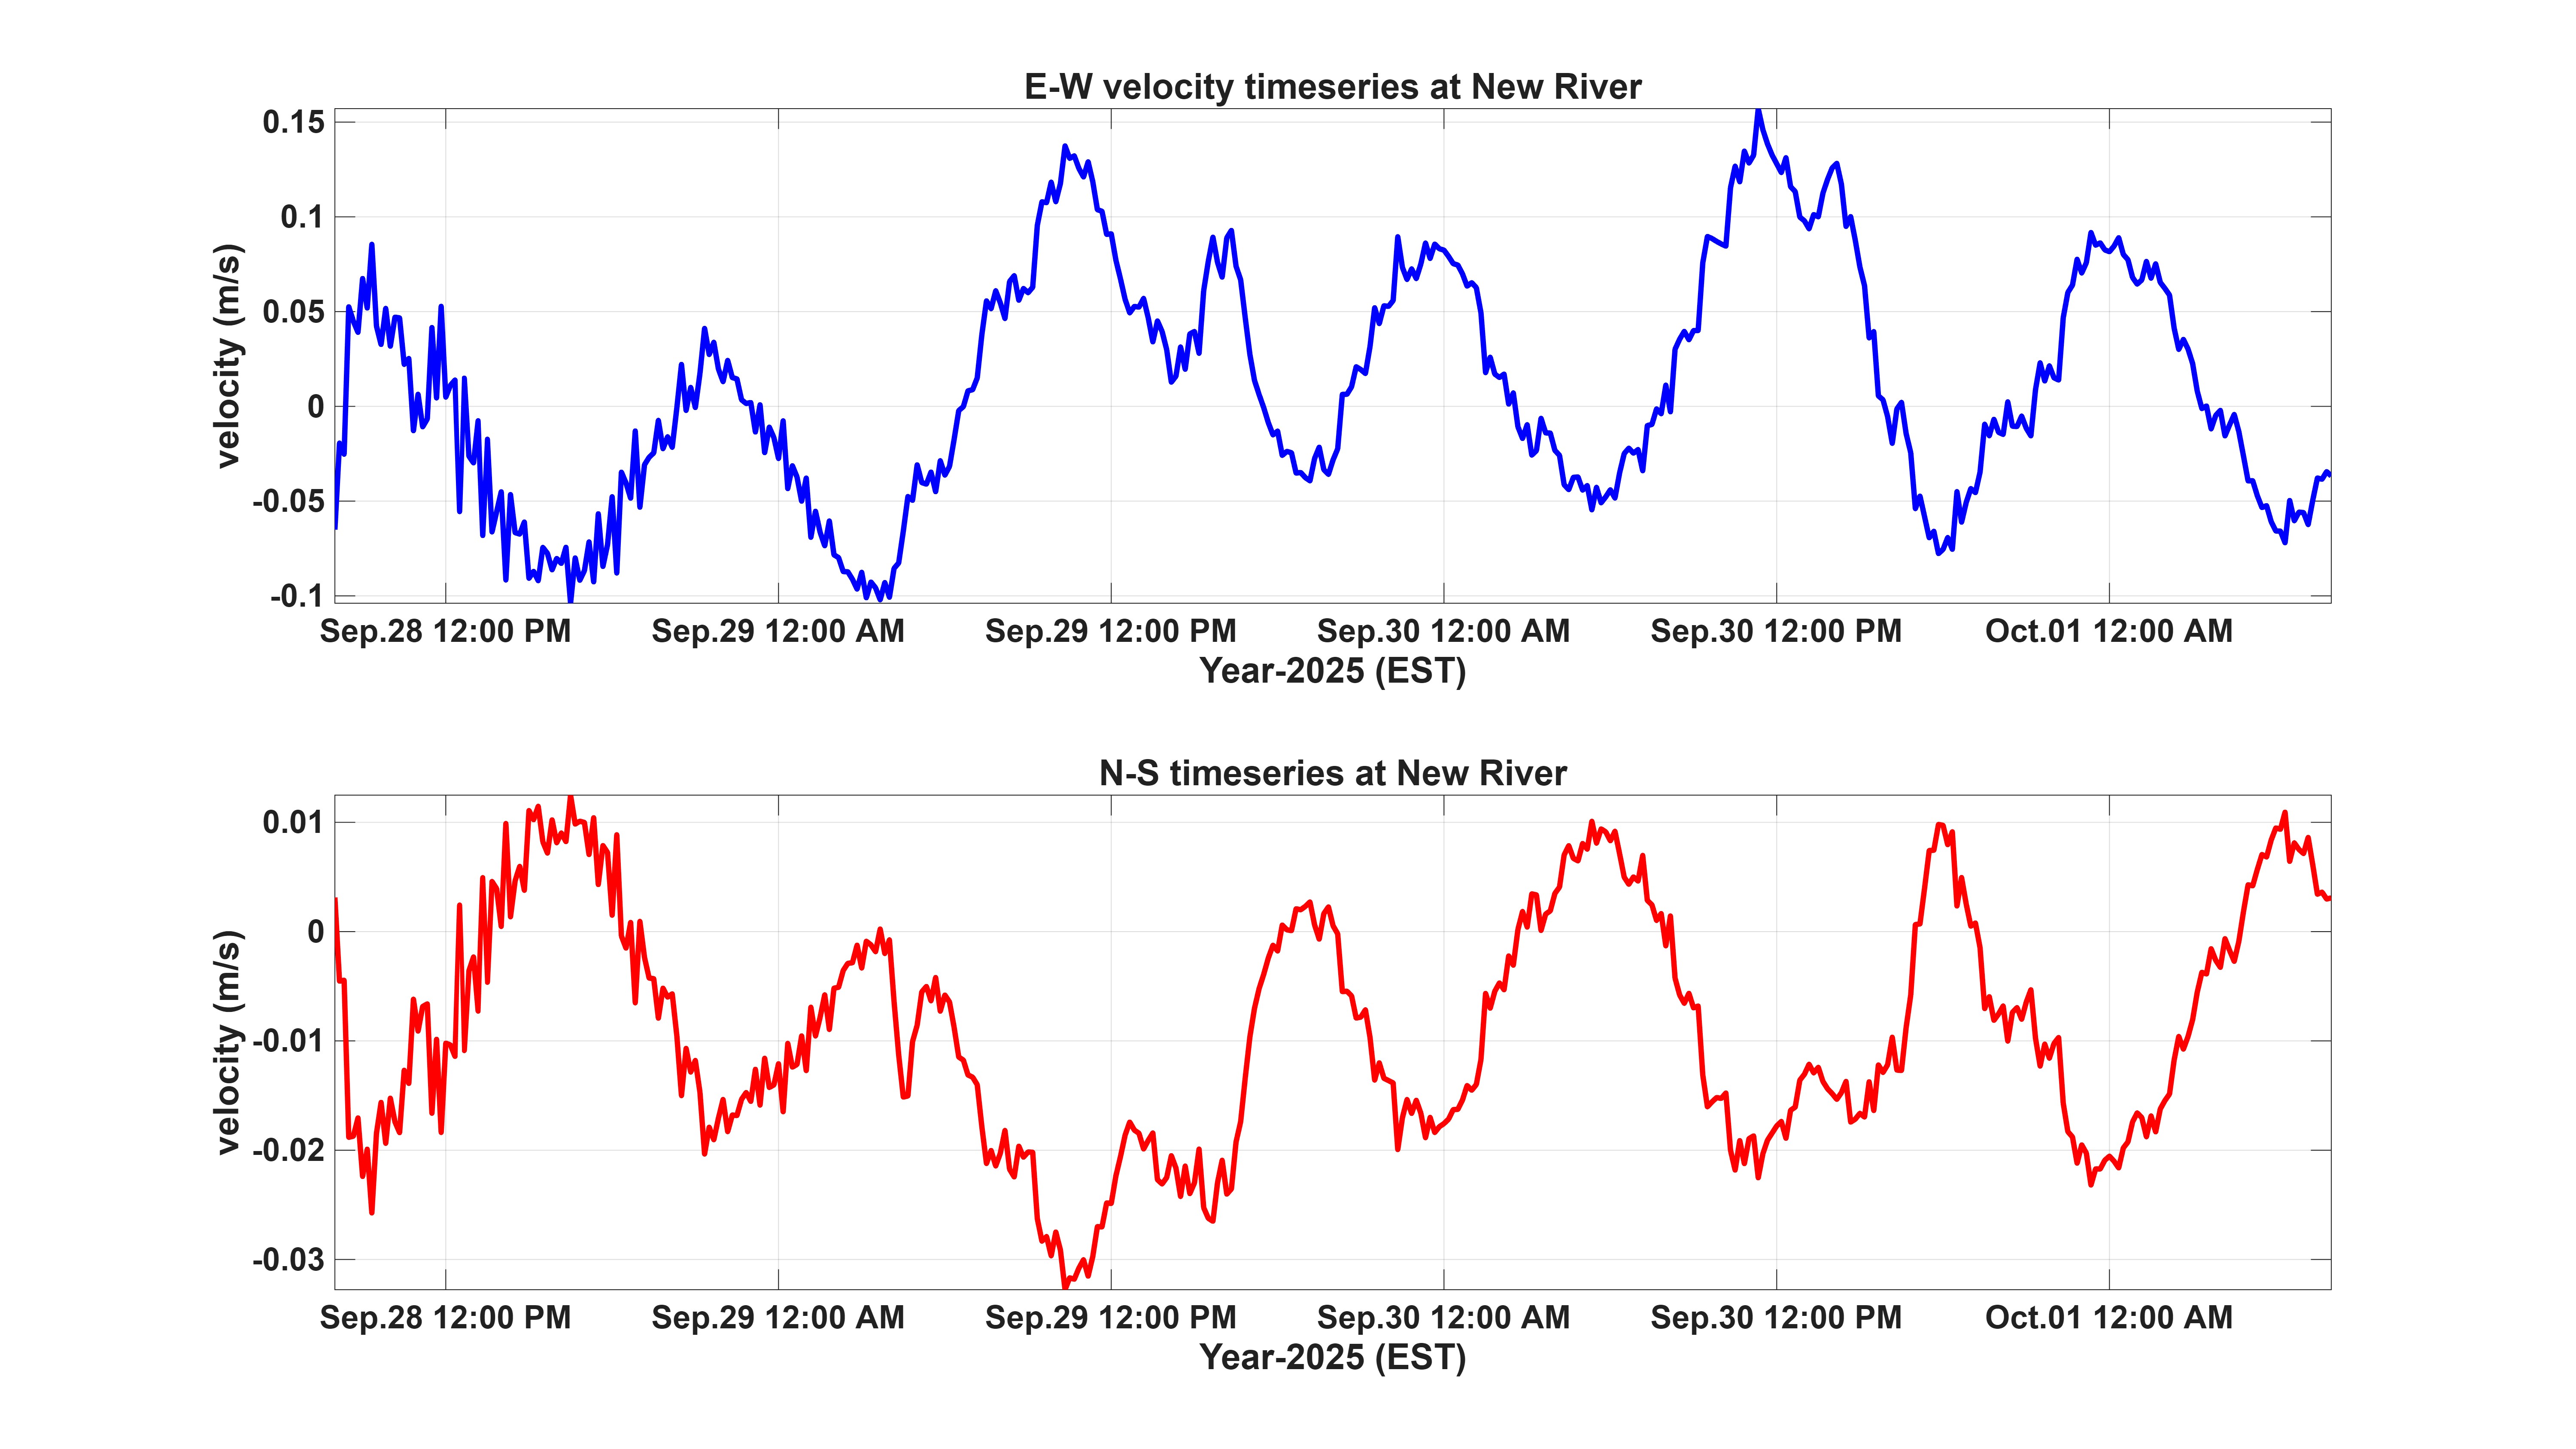 E-W velocity timeseries at New River
0.15
0.1
0.05
0
-0.05
-0.1
velocity (m/s)
Sep.28 12:00 PM Sep.29 12:00 AM Sep.29 12:00 PM Sep.30 12:00 AM Sep.30 12:00 PM Oct.01 12:00 AM
Year-2025 (EST)
N-S timeseries at New River
0.01
0
-0.01
-0.02
-0.03
velocity (m/s)
Sep.28 12:00 PM Sep.29 12:00 AM Sep.29 12:00 PM Sep.30 12:00 AM Sep.30 12:00 PM Oct.01 12:00 AM
Year-2025 (EST)